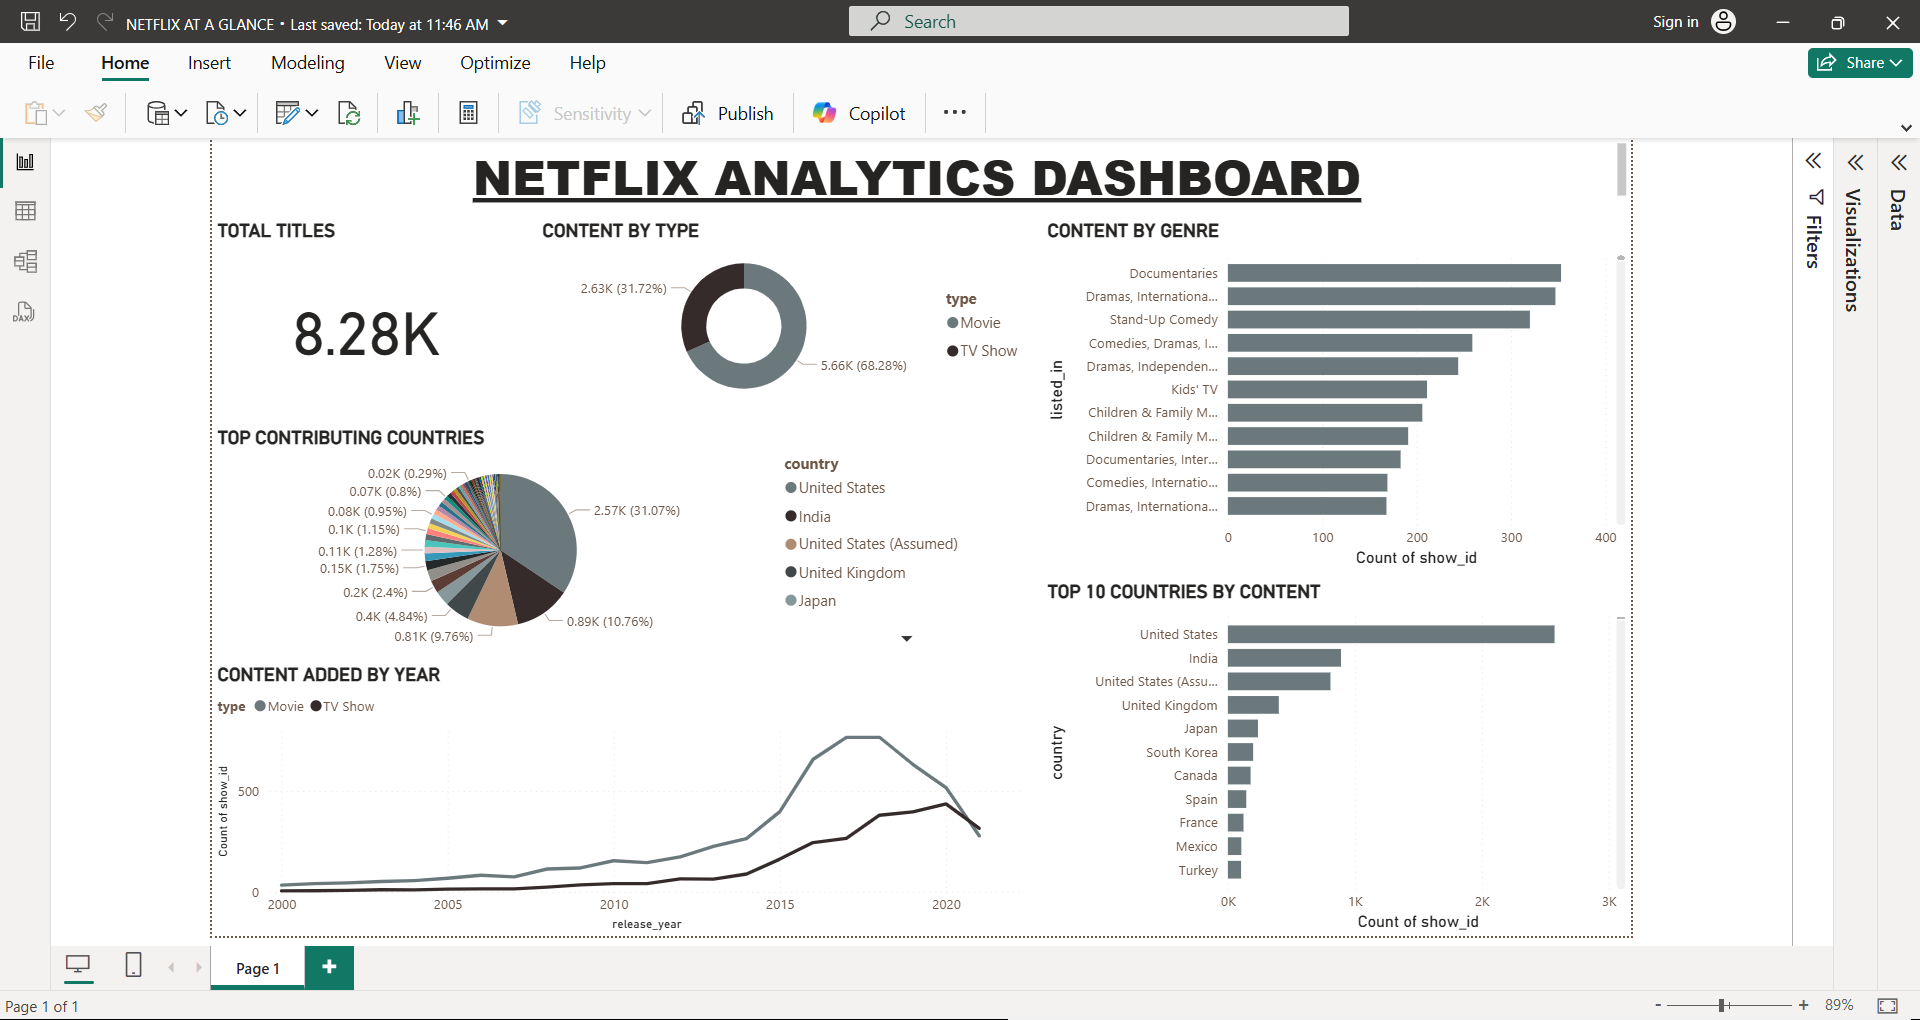 NETFLIX AT A GLANCE • Last saved: Today at 11:46 AM
Search
Sign in
File Home Insert Modeling View Optimize Help
Share
Sensitivity
Publish
Copilot
DAX
NETFLIX ANALYTICS DASHBOARD
TOTAL TITLES
8.28K
CONTENT BY TYPE
2.63K (31.72%)
5.66K (68.28%)
type
Movie
TV Show
CONTENT BY GENRE
listed_in
Documentaries
Dramas, Internationa...
Stand-Up Comedy
Comedies, Dramas, I...
Dramas, Independen...
Kids' TV
Children & Family M...
Children & Family M...
Documentaries, Inter...
Comedies, Internatio...
Dramas, Internationa...
0 100 200 300 400
Count of show_id
TOP CONTRIBUTING COUNTRIES
0.02K (0.29%)
0.07K (0.8%)
0.08K (0.95%)
0.1K (1.15%)
0.11K (1.28%)
0.15K (1.75%)
0.2K (2.4%)
0.4K (4.84%)
0.81K (9.76%)
2.57K (31.07%)
0.89K (10.76%)
country
United States
India
United States (Assumed)
United Kingdom
Japan
TOP 10 COUNTRIES BY CONTENT
country
United States
India
United States (Assu...
United Kingdom
Japan
South Korea
Canada
Spain
France
Mexico
Turkey
0K 1K 2K 3K
Count of show_id
CONTENT ADDED BY YEAR
type Movie TV Show
Count of show_id
500
0
2000 2005 2010 2015 2020
release_year
Filters
Visualizations
Data
Page 1
Page 1 of 1
- + 89%